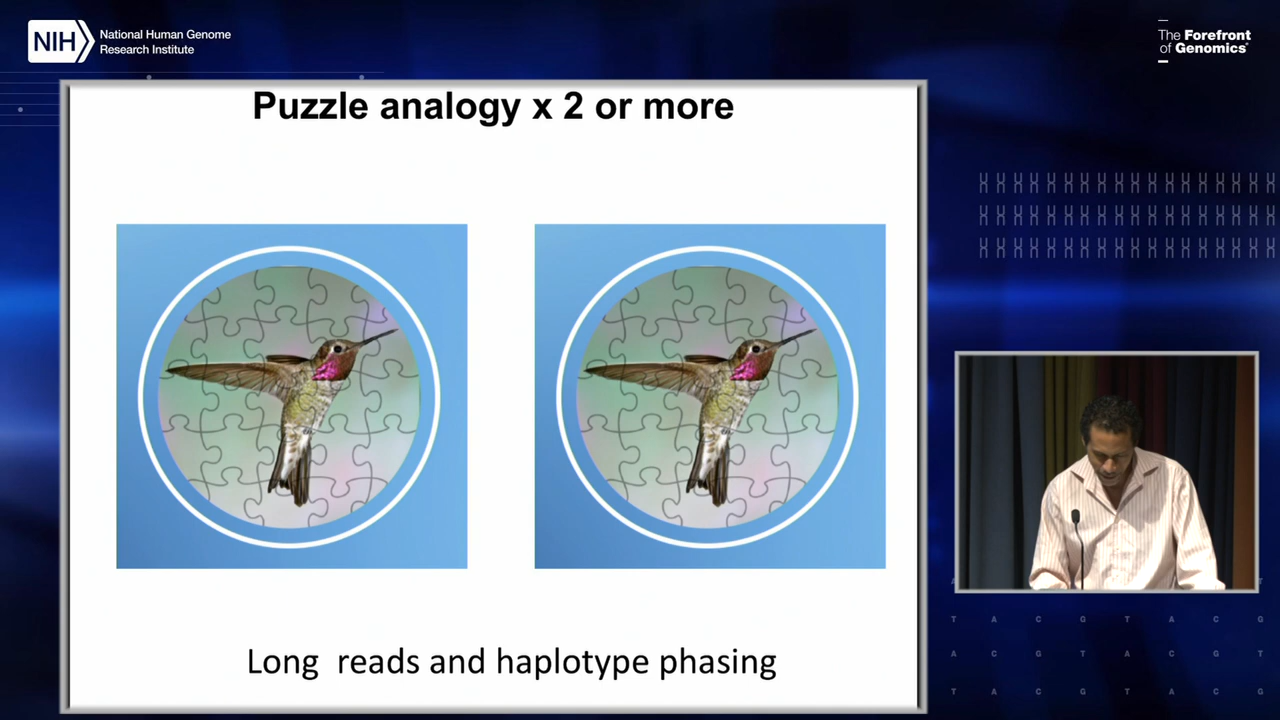 NIH
National Human Genome
Research Institute
The Forefront
of Genomics®
Puzzle analogy x 2 or more
Long reads and haplotype phasing
T A C G T A C G
A C G T A C G T
T A C G T A C G